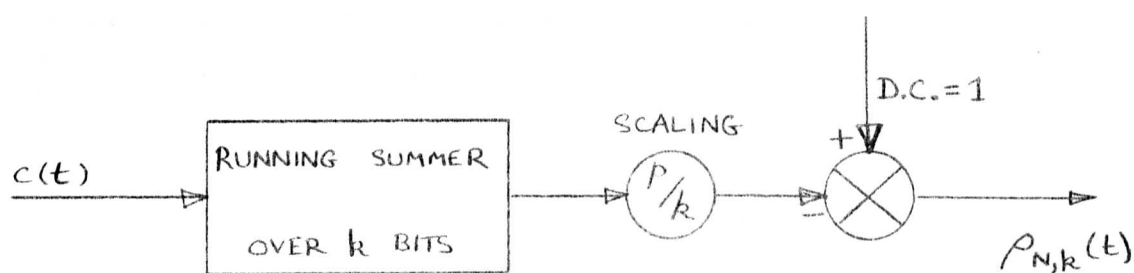 D.C. = 1
SCALING
+
c(t)
RUNNING SUMMER
OVER k BITS
P/k
−
ρN,k(t)